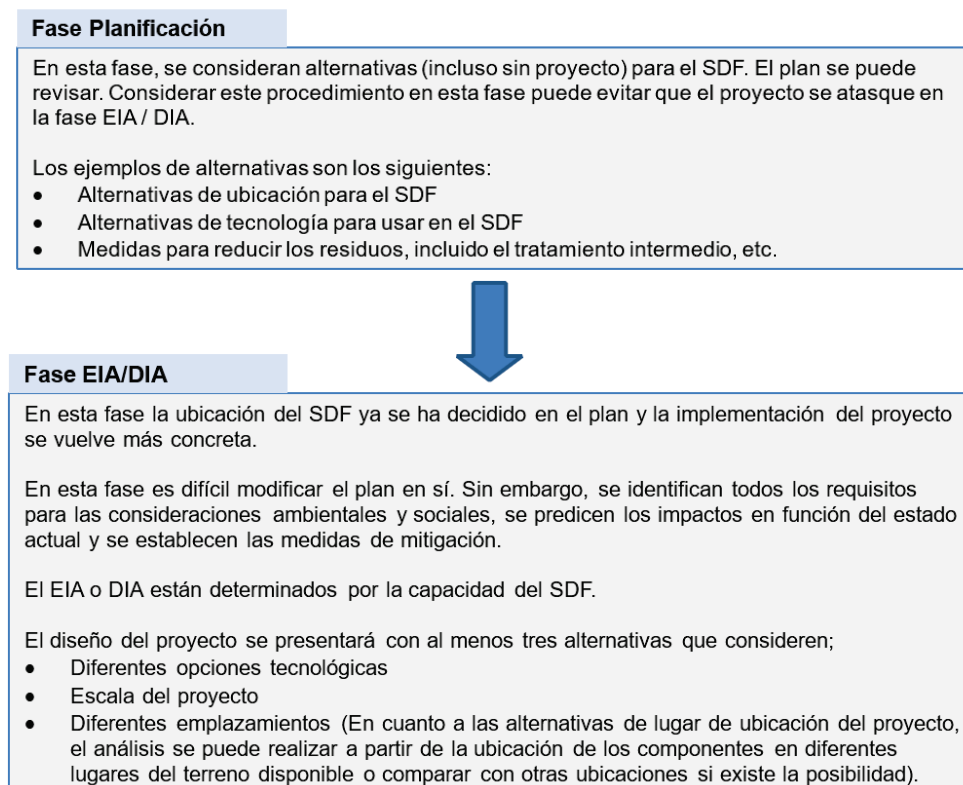 Fase Planificación
En esta fase, se consideran alternativas (incluso sin proyecto) para el SDF. El plan se puede
revisar. Considerar este procedimiento en esta fase puede evitar que el proyecto se atasque en
la fase EIA / DIA.
Los ejemplos de alternativas son los siguientes:
• Alternativas de ubicación para el SDF
• Alternativas de tecnología para usar en el SDF
• Medidas para reducir los residuos, incluido el tratamiento intermedio, etc.
Fase EIA/DIA
En esta fase la ubicación del SDF ya se ha decidido en el plan y la implementación del proyecto
se vuelve más concreta.
En esta fase es difícil modificar el plan en sí. Sin embargo, se identifican todos los requisitos
para las consideraciones ambientales y sociales, se predicen los impactos en función del estado
actual y se establecen las medidas de mitigación.
El EIA o DIA están determinados por la capacidad del SDF.
El diseño del proyecto se presentará con al menos tres alternativas que consideren;
• Diferentes opciones tecnológicas
• Escala del proyecto
• Diferentes emplazamientos (En cuanto a las alternativas de lugar de ubicación del proyecto,
el análisis se puede realizar a partir de la ubicación de los componentes en diferentes
lugares del terreno disponible o comparar con otras ubicaciones si existe la posibilidad).